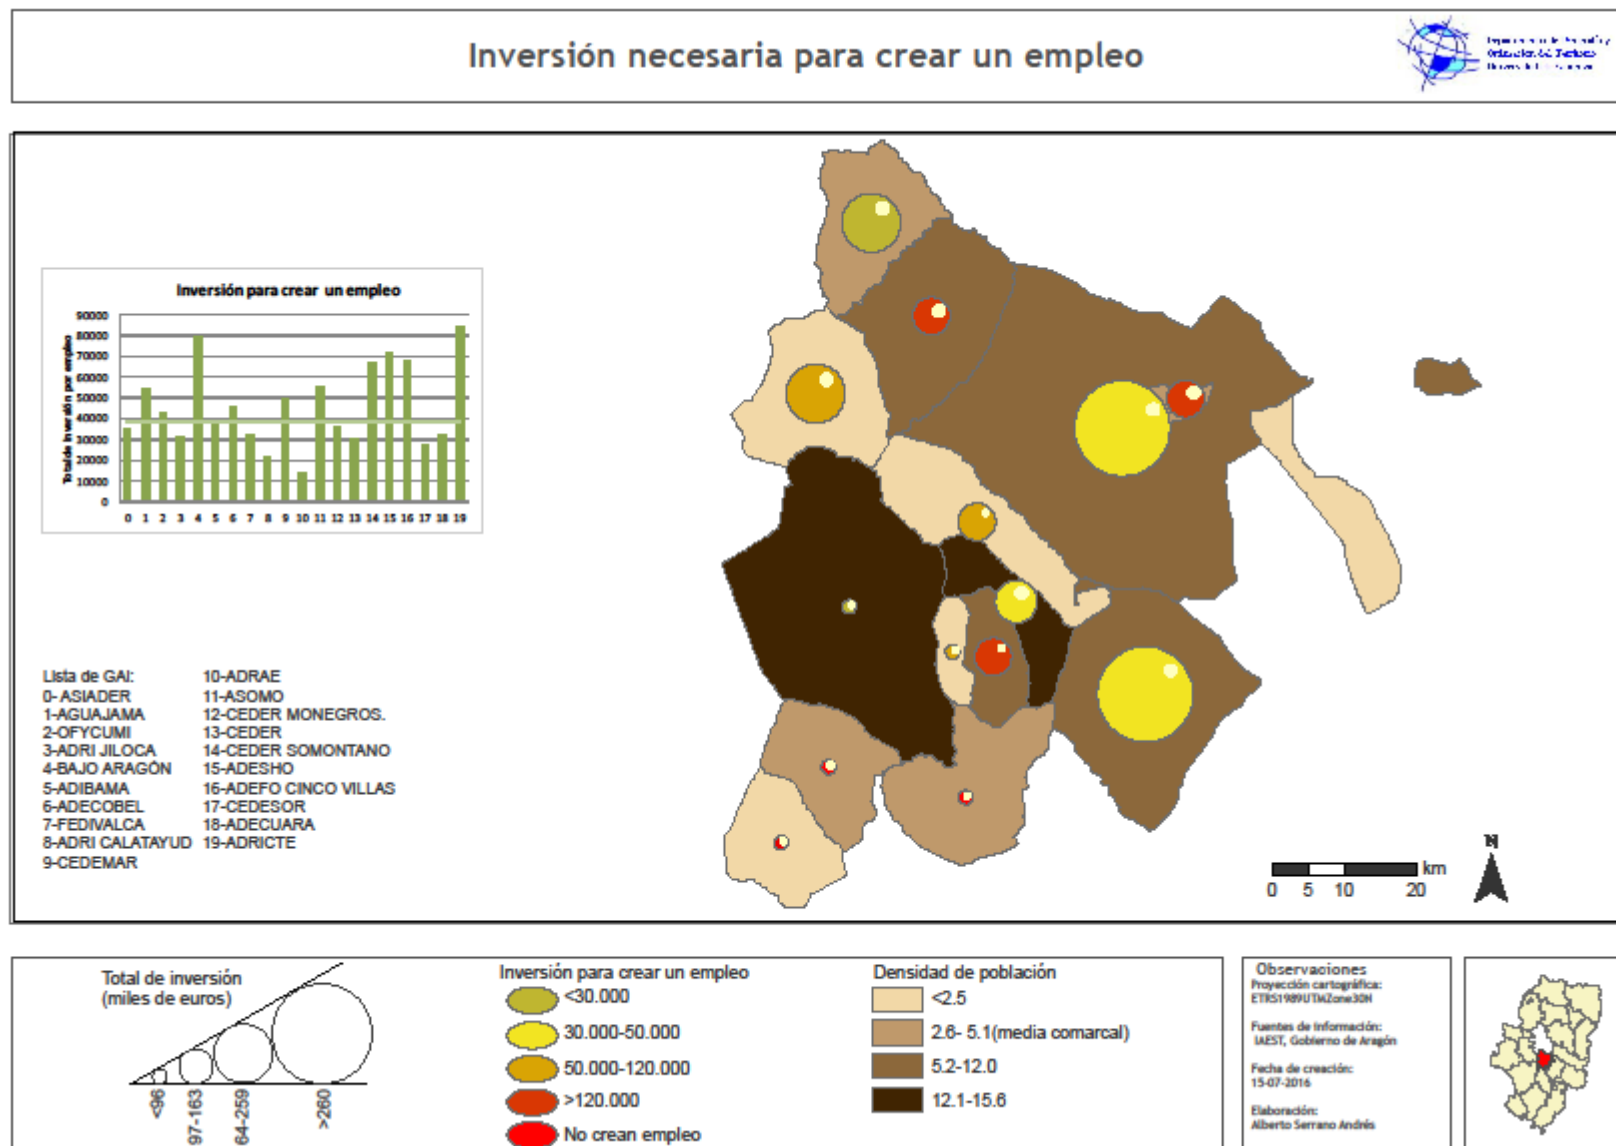 Inversión necesaria para crear un empleo
Inversión para crear un empleo
Total de inversión por empleo
90000
80000
70000
60000
50000
40000
30000
20000
10000
0
0 1 2 3 4 5 6 7 8 9 10 11 12 13 14 15 16 17 18 19
Lista de GAI:
0- ASIADER
1-AGUAJAMA
2-OFYCUMI
3-ADRI JILOCA
4-BAJO ARAGÓN
5-ADIBAMA
6-ADECOBEL
7-FEDIVALCA
8-ADRI CALATAYUD
9-CEDEMAR
10-ADRAE
11-ASOMO
12-CEDER MONEGROS.
13-CEDER
14-CEDER SOMONTANO
15-ADESHO
16-ADEFO CINCO VILLAS
17-CEDESOR
18-ADECUARA
19-ADRICTE
km
0 5 10 20
N
Total de inversión
(miles de euros)
<96
97-163
64-259
>260
Inversión para crear un empleo
<30.000
30.000-50.000
50.000-120.000
>120.000
No crean empleo
Densidad de población
<2.5
2.6- 5.1(media comarcal)
5.2-12.0
12.1-15.6
Observaciones
Proyección cartográfica:
ETRS1989UTMZone30N
Fuentes de información:
IAEST, Gobierno de Aragón
Fecha de creación:
15-07-2016
Elaboración:
Alberto Serrano Andrés